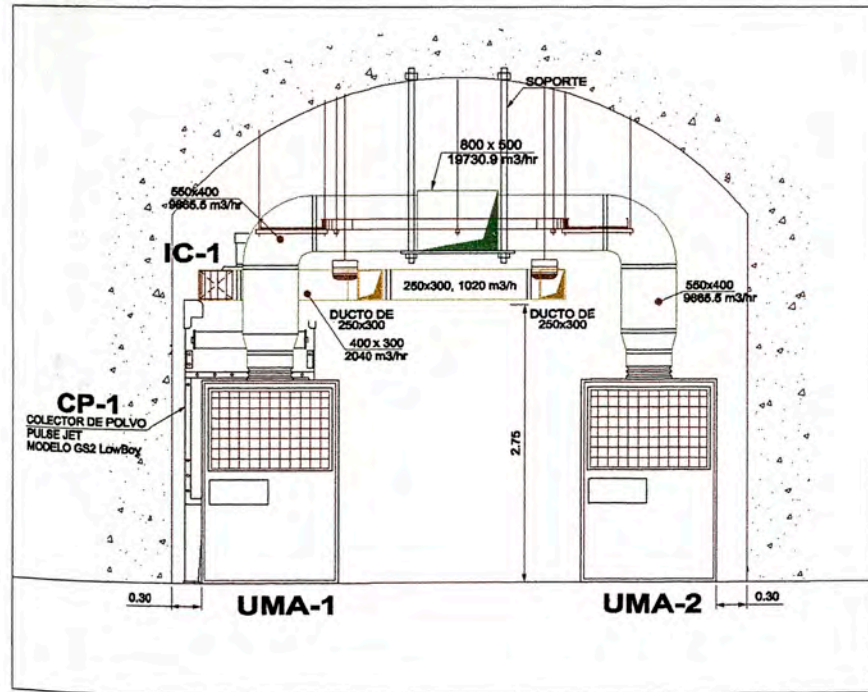 SOPORTE
800 x 500
19730.9 m3/hr
550x400
9865.5 m3/hr
IC-1
250x300, 1020 m3/h
550x400
9865.5 m3/hr
DUCTO DE
250x300
DUCTO DE
250x300
400 x 300
2040 m3/hr
CP-1
COLECTOR DE POLVO
PULSE JET
MODELO GS2 LowBoy
2.75
0.30
UMA-1
UMA-2
0.30